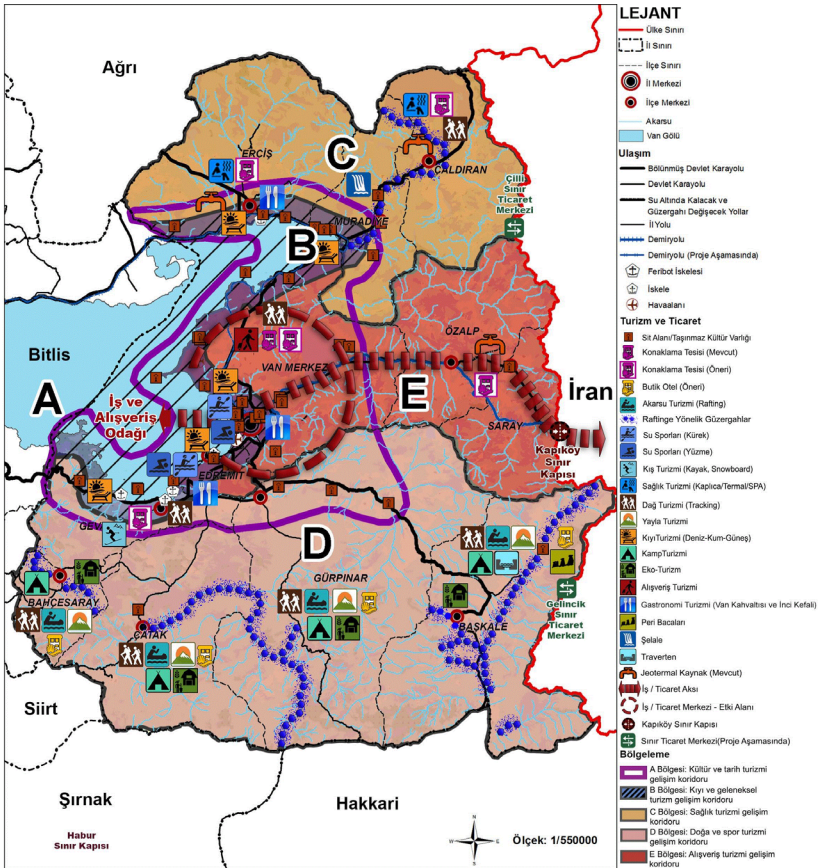 Ağrı
ERCİŞ
C
ÇALDIRAN
Çilli
Sınır
Ticaret
Merkezi
MURADİYE
B
Bitlis
ÖZALP
VAN MERKEZ
E
İran
A
İş ve
Alışveriş
Odağı
SARAY
Kapıköy
Sınır
Kapısı
EDREMİT
GEV
D
GÜRPINAR
BAHÇESARAY
ÇATAK
BAŞKALE
Gelincik
Sınır
Ticaret
Merkezi
Siirt
Şırnak
Hakkari
Habur
Sınır Kapısı
N
W
E
S
Ölçek: 1/550000
LEJANT
Ülke Sınırı
İl Sınırı
İlçe Sınırı
İl Merkezi
İlçe Merkezi
Akarsu
Van Gölü
Ulaşım
Bölünmüş Devlet Karayolu
Devlet Karayolu
Su Altında Kalacak ve
Güzergahı Değişecek Yollar
İl Yolu
Demiryolu
Demiryolu (Proje Aşamasında)
Feribot İskelesi
İskele
Havaalanı
Turizm ve Ticaret
Sit Alanı/Taşınmaz Kültür Varlığı
Konaklama Tesisi (Mevcut)
Konaklama Tesisi (Öneri)
Butik Otel (Öneri)
Akarsu Turizmi (Rafting)
Raftinge Yönelik Güzergahlar
Su Sporları (Kürek)
Su Sporları (Yüzme)
Kış Turizmi (Kayak, Snowboard)
Sağlık Turizmi (Kaplıca/Termal/SPA)
Dağ Turizmi (Tracking)
Yayla Turizmi
KıyıTurizmi (Deniz-Kum-Güneş)
KampTurizmi
Eko-Turizm
Alışveriş Turizmi
Gastronomi Turizmi (Van Kahvaltısı ve İnci Kefali)
Peri Bacaları
Şelale
Traverten
Jeotermal Kaynak (Mevcut)
İş / Ticaret Aksı
İş / Ticaret Merkezi - Etki Alanı
Kapıköy Sınır Kapısı
Sınır Ticaret Merkezi(Proje Aşamasında)
Bölgeleme
A Bölgesi: Kültür ve tarih turizmi
gelişim koridoru
B Bölgesi: Kıyı ve geleneksel
turizm gelişim koridoru
C Bölgesi: Sağlık turizmi gelişim
koridoru
D Bölgesi: Doğa ve spor turizmi
gelişim koridoru
E Bölgesi: Alışveriş turizmi gelişim
koridoru